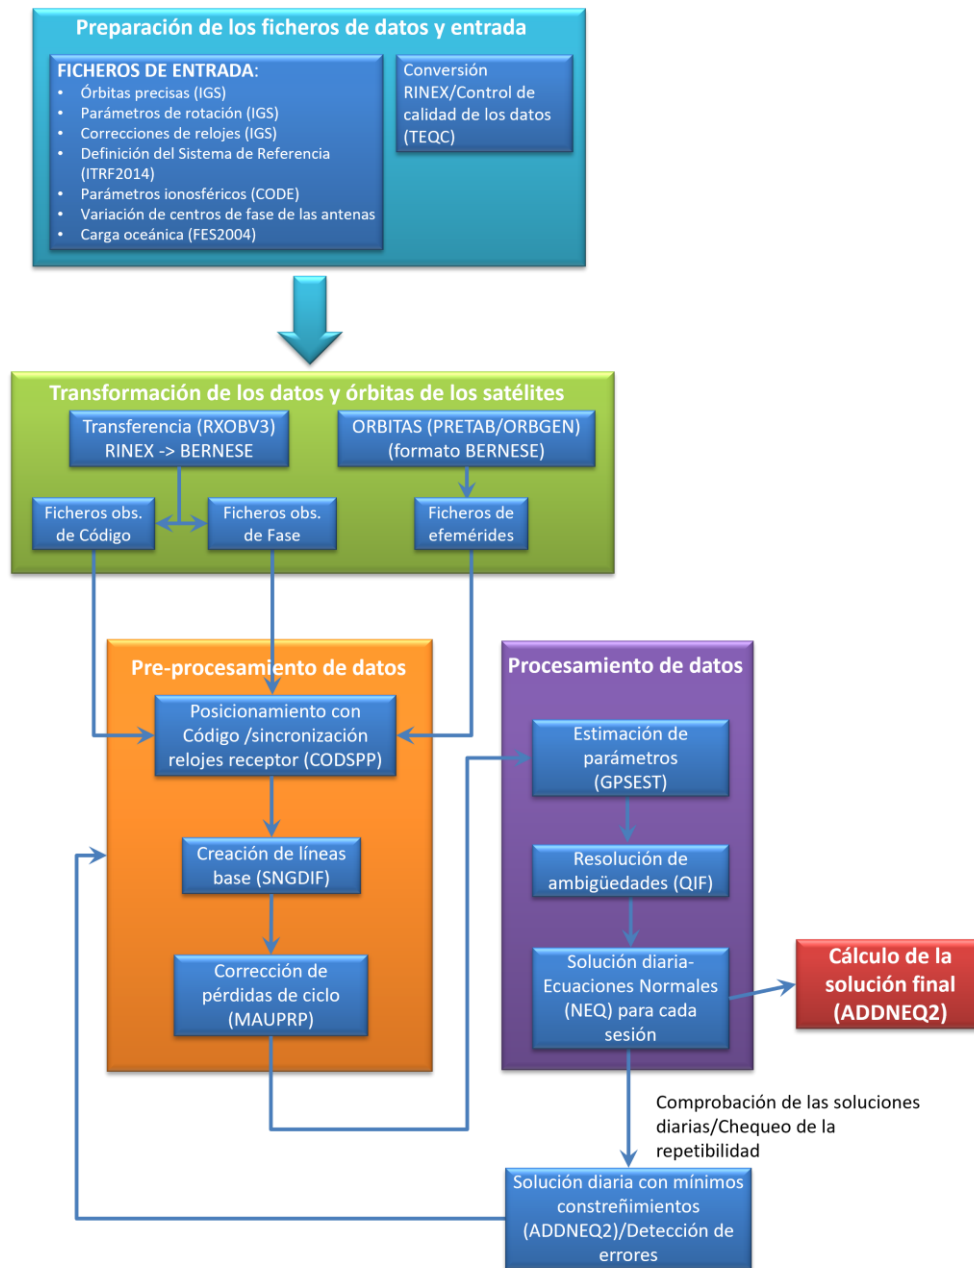 Preparación de los ficheros de datos y entrada
FICHEROS DE ENTRADA:
• Órbitas precisas (IGS)
• Parámetros de rotación (IGS)
• Correcciones de relojes (IGS)
• Definición del Sistema de Referencia
(ITRF2014)
• Parámetros ionosféricos (CODE)
• Variación de centros de fase de las antenas
• Carga oceánica (FES2004)
Conversión
RINEX/Control de
calidad de los datos
(TEQC)
Transformación de los datos y órbitas de los satélites
Transferencia (RXOBV3)
RINEX -> BERNESE
ORBITAS (PRETAB/ORBGEN)
(formato BERNESE)
Ficheros obs.
de Código
Ficheros obs.
de Fase
Ficheros de
efemérides
Pre-procesamiento de datos
Posicionamiento con
Código /sincronización
relojes receptor (CODSPP)
Creación de líneas
base (SNGDIF)
Corrección de
pérdidas de ciclo
(MAUPRP)
Procesamiento de datos
Estimación de
parámetros
(GPSEST)
Resolución de
ambigüedades (QIF)
Solución diaria-
Ecuaciones Normales
(NEQ) para cada
sesión
Cálculo de la
solución final
(ADDNEQ2)
Comprobación de las soluciones
diarias/Chequeo de la
repetibilidad
Solución diaria con mínimos
constreñimientos
(ADDNEQ2)/Detección de
errores